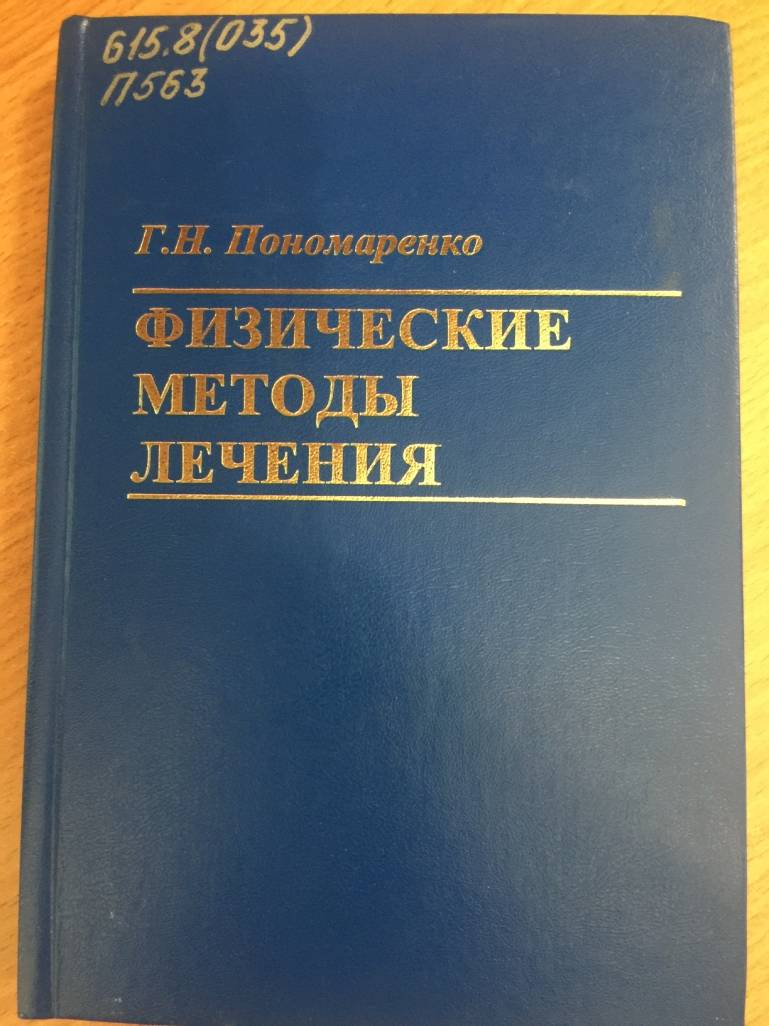 615.8(035)
П563
Г.Н. Пономаренко
ФИЗИЧЕСКИЕ
МЕТОДЫ
ЛЕЧЕНИЯ